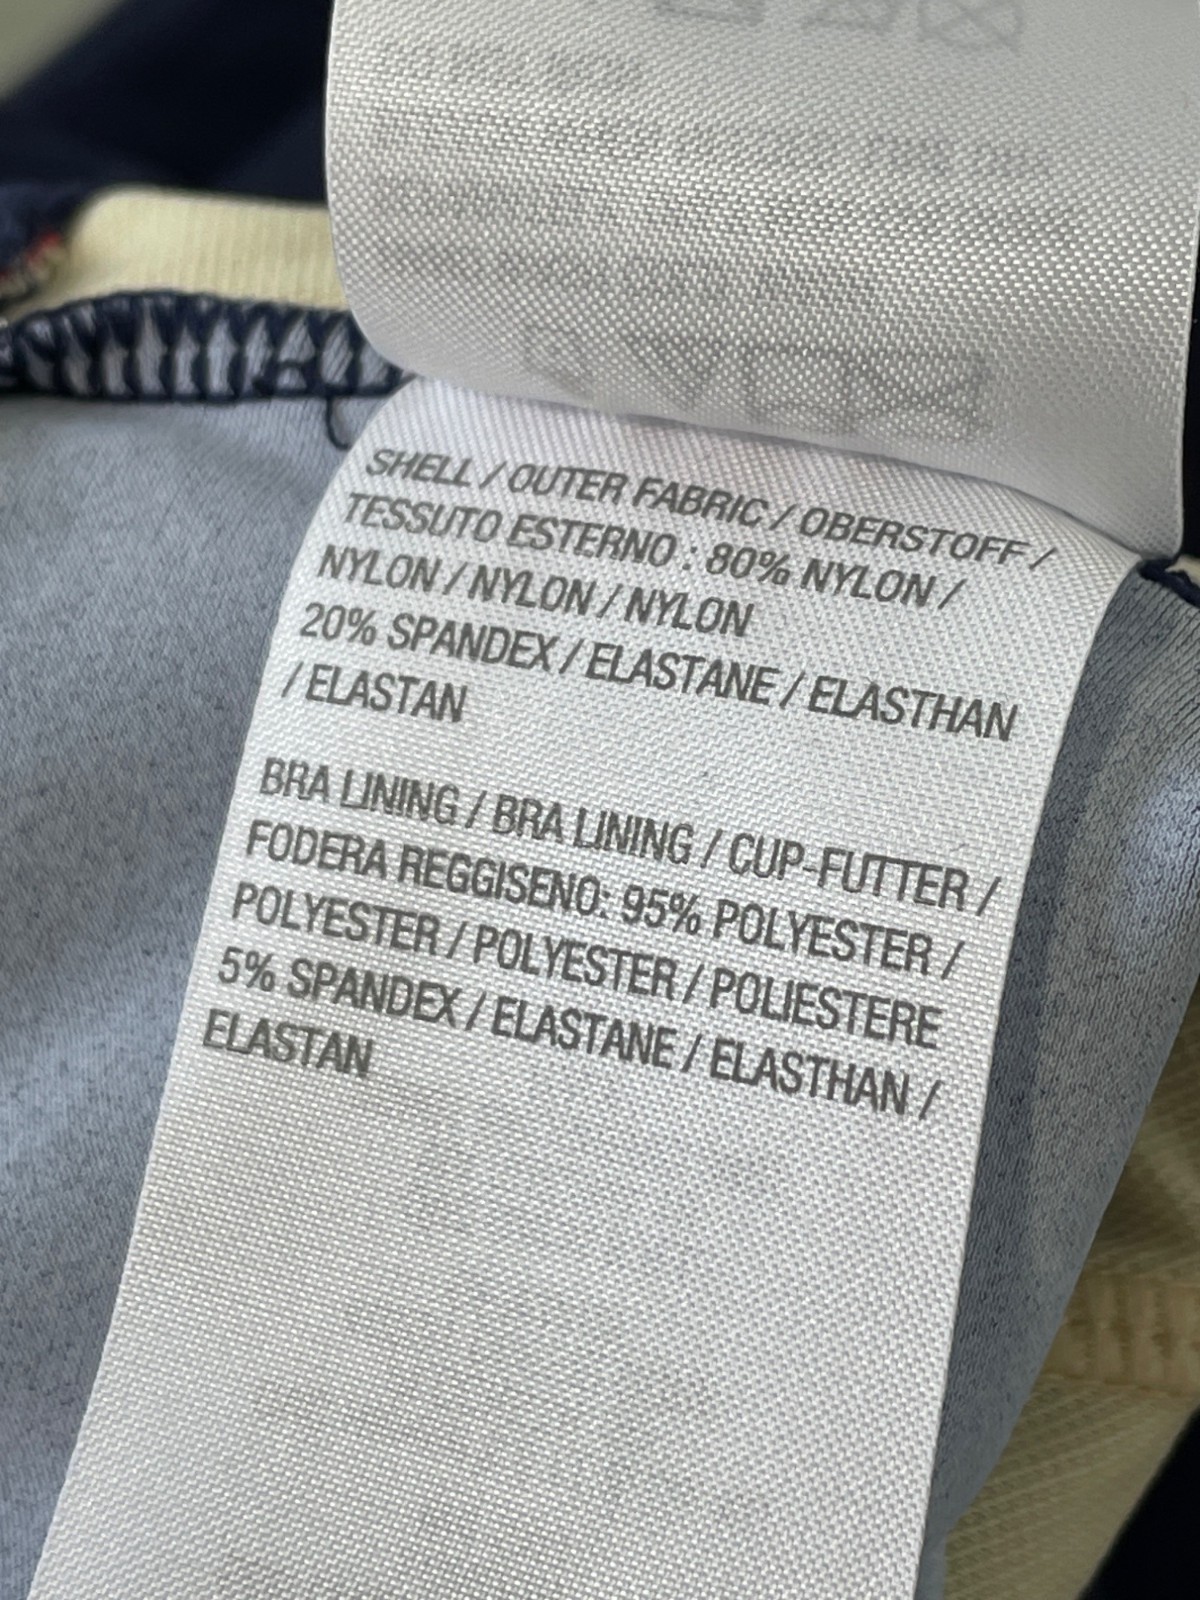 SHELL / OUTER FABRIC / OBERSTOFF /
TESSUTO ESTERNO : 80% NYLON /
NYLON / NYLON / NYLON
20% SPANDEX / ELASTANE / ELASTHAN
/ ELASTAN
BRA LINING / BRA LINING / CUP-FUTTER /
FODERA REGGISENO: 95% POLYESTER /
POLYESTER / POLYESTER / POLIESTERE
5% SPANDEX / ELASTANE / ELASTHAN /
ELASTAN